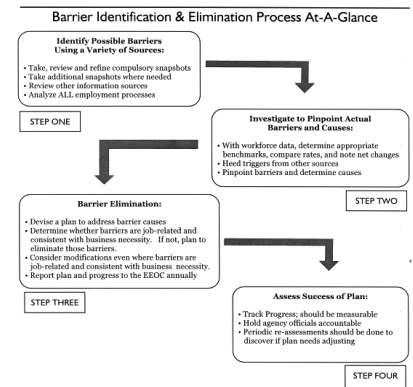 Barrier Identification & Elimination Process At-A-Glance
Identify Possible Barriers
Using a Variety of Sources:
• Take, review and refine compulsory snapshots
• Take additional snapshots where needed
• Review other information sources
• Analyze ALL employment processes
STEP ONE
Investigate to Pinpoint Actual
Barriers and Causes:
• With workforce data, determine appropriate
benchmarks, compare rates, and note net changes
• Heed triggers from other sources
• Pinpoint barriers and determine causes
STEP TWO
Barrier Elimination:
• Devise a plan to address barrier causes
• Determine whether barriers are job-related and
consistent with business necessity. If not, plan to
eliminate those barriers.
• Consider modifications even where barriers are
job-related and consistent with business necessity.
• Report plan and progress to the EEOC annually
STEP THREE
Assess Success of Plan:
• Track Progress; should be measurable
• Hold agency officials accountable
• Periodic re-assessments should be done to
discover if plan needs adjusting
STEP FOUR